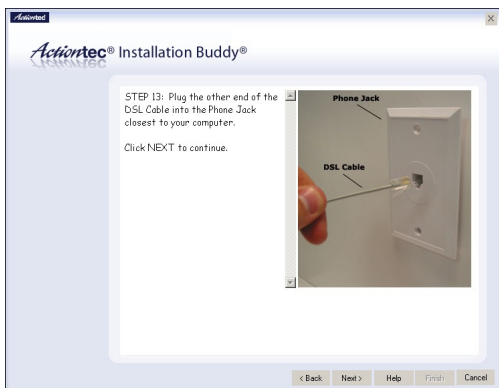 Actiontec
Actiontec® Installation Buddy®
STEP 13: Plug the other end of the
DSL Cable into the Phone Jack
closest to your computer.
Click NEXT to continue.
Phone Jack
DSL Cable
< Back Next > Help Finish Cancel